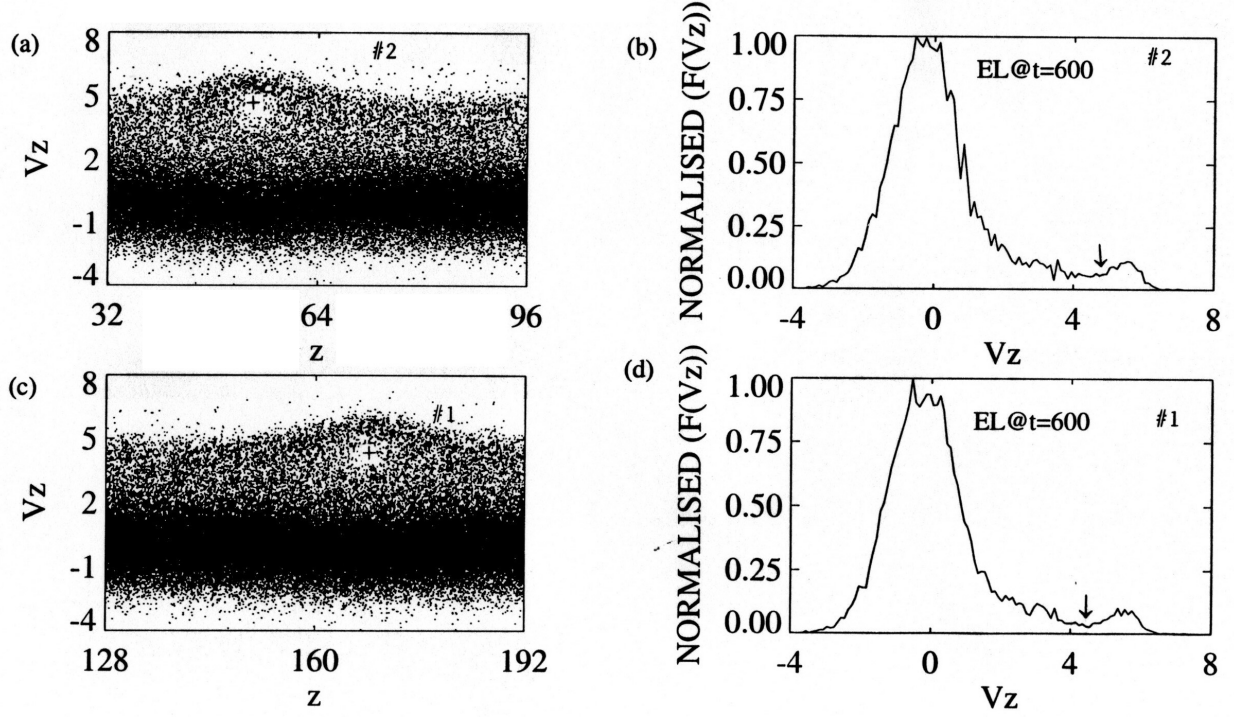 (a)
8
5
2
-1
-4
Vz
#2
32
64
96
z
(b)
NORMALISED (F(Vz))
1.00
0.75
0.50
0.25
0.00
EL@t=600
#2
-4
0
4
8
Vz
(c)
8
5
2
-1
-4
Vz
#1
128
160
192
z
(d)
NORMALISED (F(Vz))
1.00
0.75
0.50
0.25
0.00
EL@t=600
#1
-4
0
4
8
Vz